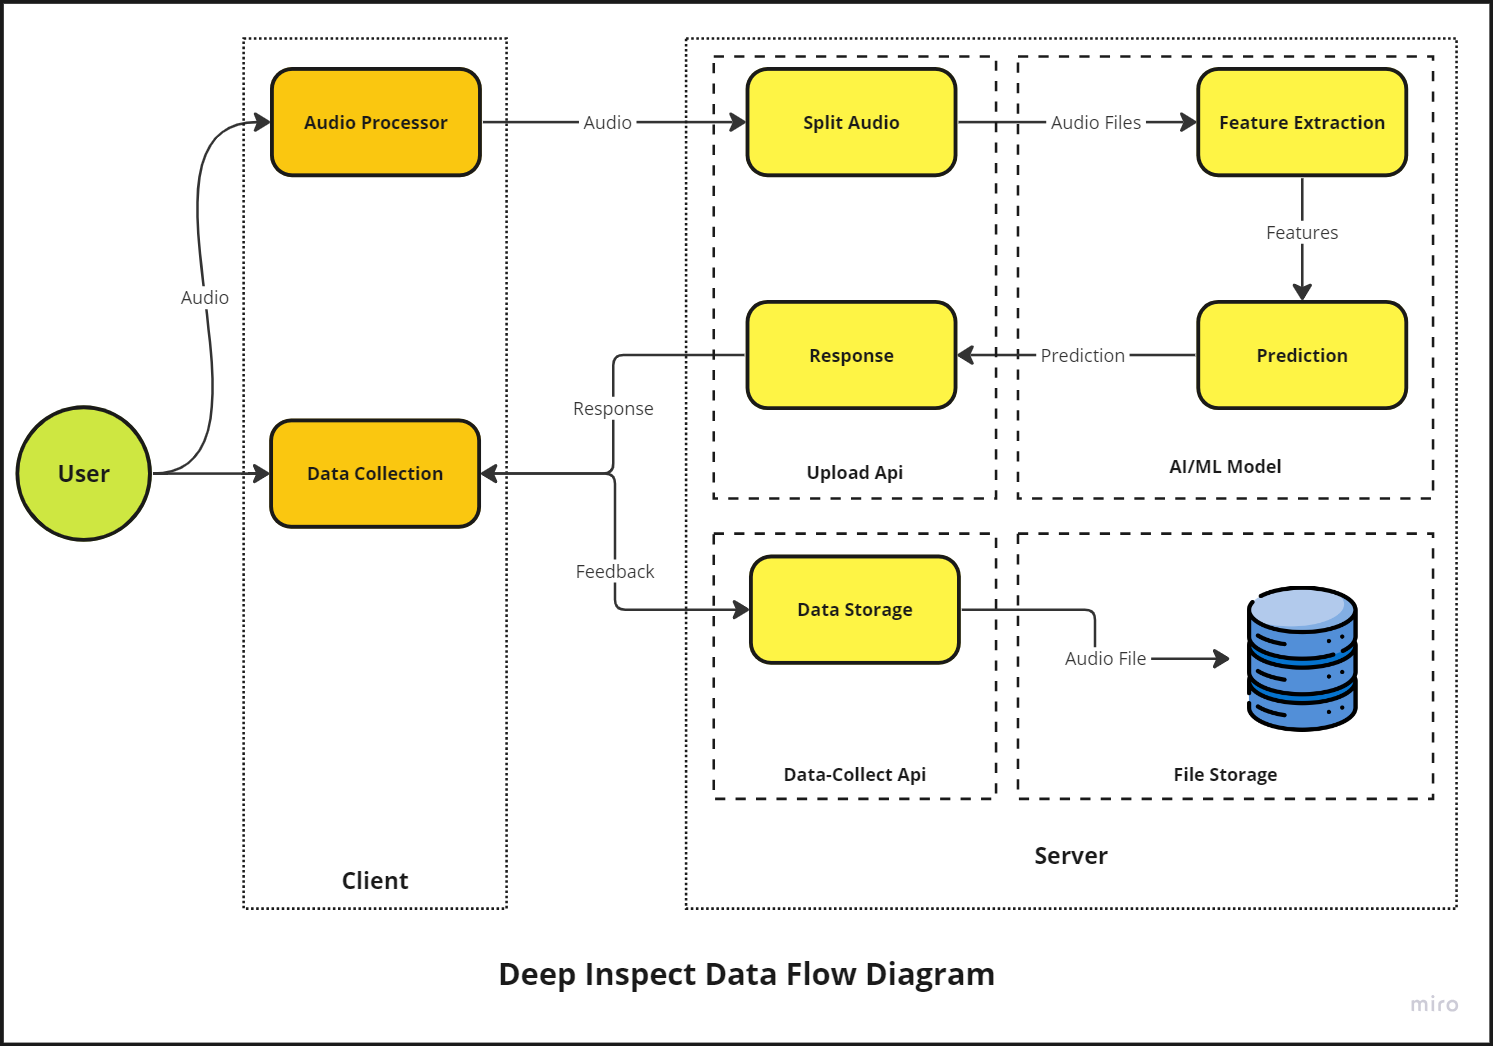 Audio Processor
Audio
Split Audio
Audio Files
Feature Extraction
Features
Audio
Response
Prediction
Prediction
Response
User
Data Collection
Upload Api
AI/ML Model
Feedback
Data Storage
Audio File
Data-Collect Api
File Storage
Client
Server
Deep Inspect Data Flow Diagram
miro